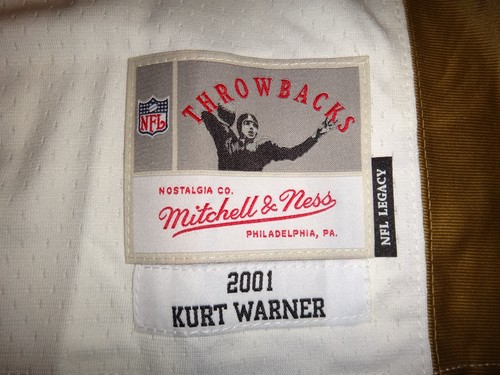 THROWBACKS
NFL
NOSTALGIA CO.
Mitchell & Ness
PHILADELPHIA, PA.
NFL LEGACY
2001
KURT WARNER